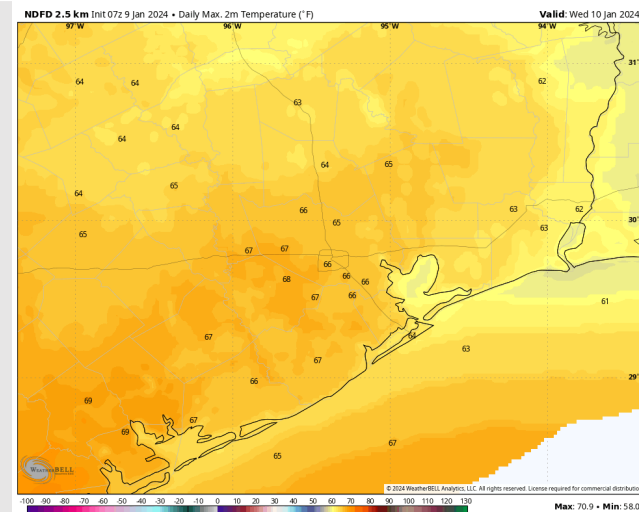 NDFD 2.5 km Init 07z 9 Jan 2024 • Daily Max. 2m Temperature (°F)
Valid: Wed 10 Jan 2024
97°W 96°W 95°W 94°W
31°
64 64 62
63
64
64
64 65
65
64
66 63 62
65 63
65
30°
67 67
66
68 66 66
67 66
61
67 64
63
67
66
29°
69
67
69
67
65
WeatherBELL
© 2024 WeatherBELL Analytics, LLC. All rights reserved. License required for commercial distributio
-100 -90 -80 -70 -60 -50 -40 -30 -20 -10 0 10 20 30 40 50 60 70 80 90 100 110 120 130
Max: 70.9 • Min: 58.0